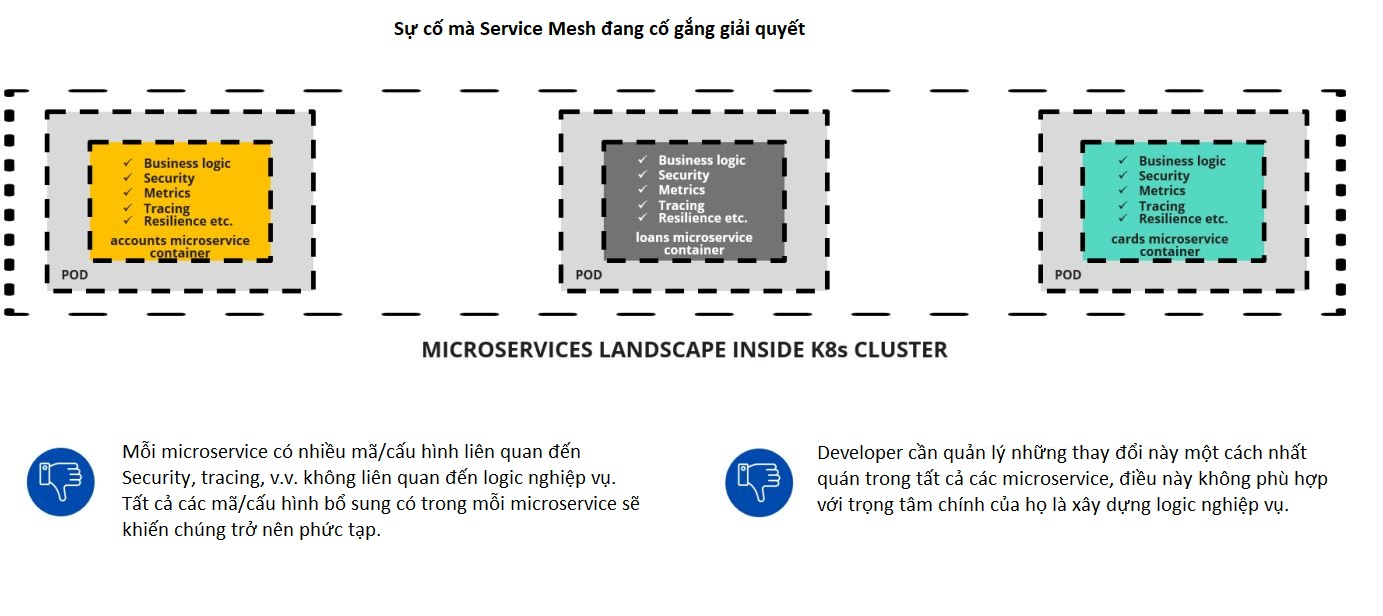 Sự cố mà Service Mesh đang cố gắng giải quyết
✓ Business logic
✓ Security
✓ Metrics
✓ Tracing
✓ Resilience etc.
accounts microservice
container
POD
✓ Business logic
✓ Security
✓ Metrics
✓ Tracing
✓ Resilience etc.
loans microservice
container
POD
✓ Business logic
✓ Security
✓ Metrics
✓ Tracing
✓ Resilience etc.
cards microservice
container
POD
MICROSERVICES LANDSCAPE INSIDE K8s CLUSTER
Mỗi microservice có nhiều mã/cấu hình liên quan đến
Security, tracing, v.v. không liên quan đến logic nghiệp vụ.
Tất cả các mã/cấu hình bổ sung có trong mỗi microservice sẽ
khiến chúng trở nên phức tạp.
Developer cần quản lý những thay đổi này một cách nhất
quán trong tất cả các microservice, điều này không phù hợp
với trọng tâm chính của họ là xây dựng logic nghiệp vụ.